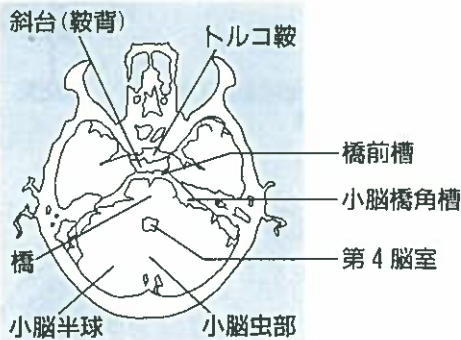 斜台(鞍背)
トルコ鞍
橋前槽
小脳橋角槽
第4脳室
橋
小脳半球
小脳虫部